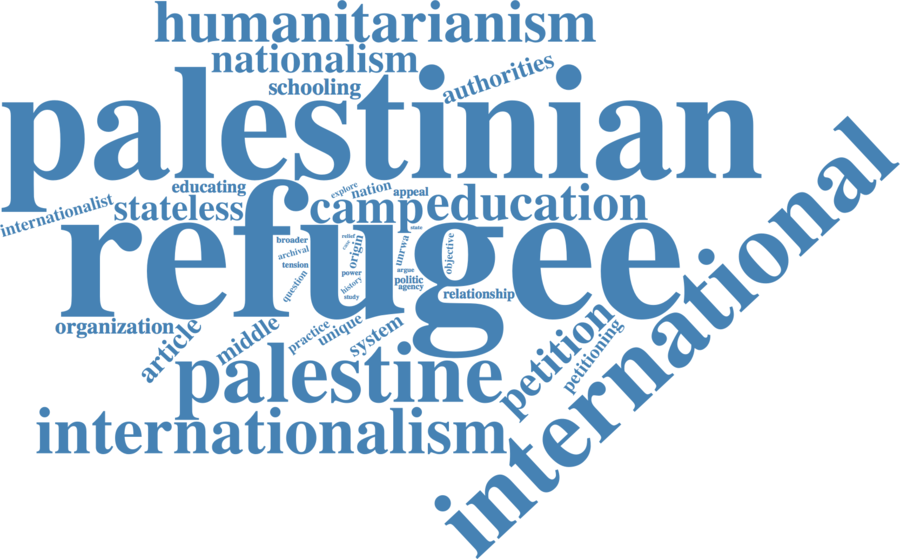 humanitarianism
nationalism
authorities
schooling
palestinian
educating
explore
nation
appeal
internationalist
stateless
camp
education
international
refugee
state
broader
relief
case
origin
unrwa
objective
archival
tension
power
argue
question
history
politic
agency
study
relationship
organization
article
middle
practice
unique
system
petition
petitioning
palestine
internationalism